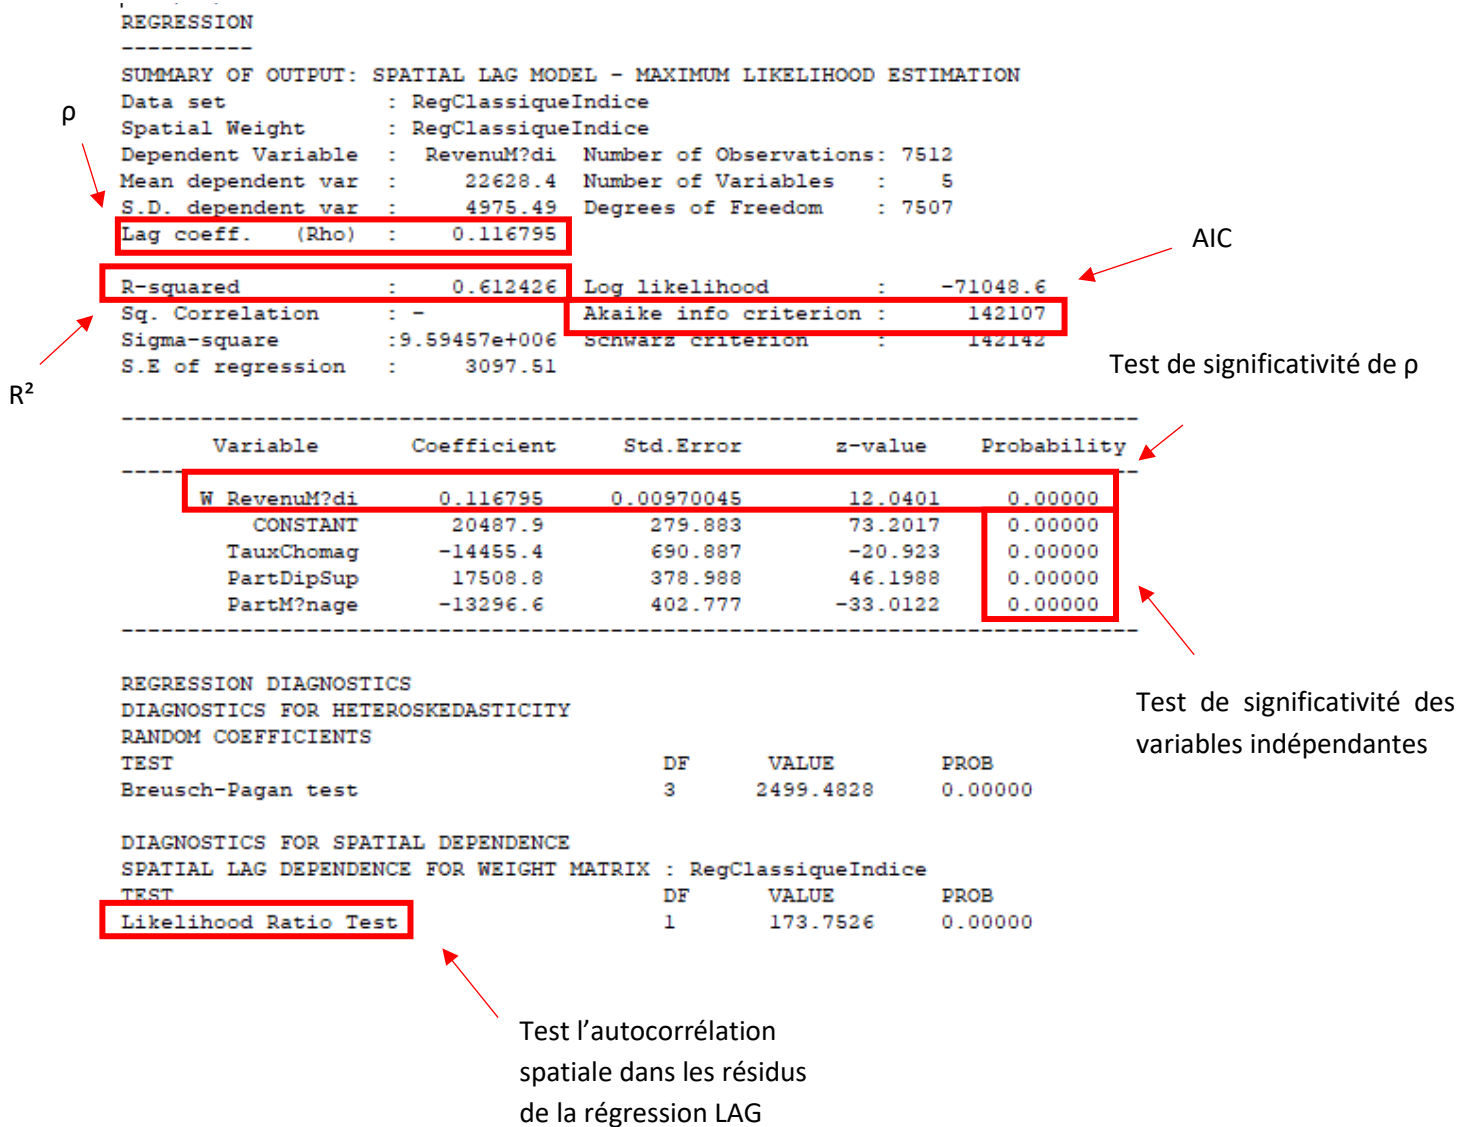 REGRESSION
----------
SUMMARY OF OUTPUT: SPATIAL LAG MODEL - MAXIMUM LIKELIHOOD ESTIMATION
Data set : RegClassiqueIndice
ρ
Spatial Weight : RegClassiqueIndice
Dependent Variable : RevenuM?di Number of Observations: 7512
Mean dependent var : 22628.4 Number of Variables : 5
S.D. dependent var : 4975.49 Degrees of Freedom : 7507
Lag coeff. (Rho) : 0.116795
AIC
R-squared : 0.612426 Log likelihood : -71048.6
Sq. Correlation : - Akaike info criterion : 142107
Sigma-square :9.59457e+006 Schwarz criterion : 142142
S.E of regression : 3097.51
Test de significativité de ρ
R²
-----------------------------------------------------------------------------
Variable Coefficient Std.Error z-value Probability
-----------------------------------------------------------------------------
W RevenuM?di 0.116795 0.00970045 12.0401 0.00000
CONSTANT 20487.9 279.883 73.2017 0.00000
TauxChomag -14455.4 690.887 -20.923 0.00000
PartDipSup 17508.8 378.988 46.1988 0.00000
PartM?nage -13296.6 402.777 -33.0122 0.00000
-----------------------------------------------------------------------------
REGRESSION DIAGNOSTICS
DIAGNOSTICS FOR HETEROSKEDASTICITY
RANDOM COEFFICIENTS
TEST DF VALUE PROB
Breusch-Pagan test 3 2499.4828 0.00000
Test de significativité des
variables indépendantes
DIAGNOSTICS FOR SPATIAL DEPENDENCE
SPATIAL LAG DEPENDENCE FOR WEIGHT MATRIX : RegClassiqueIndice
TEST DF VALUE PROB
Likelihood Ratio Test 1 173.7526 0.00000
Test l’autocorrélation
spatiale dans les résidus
de la régression LAG